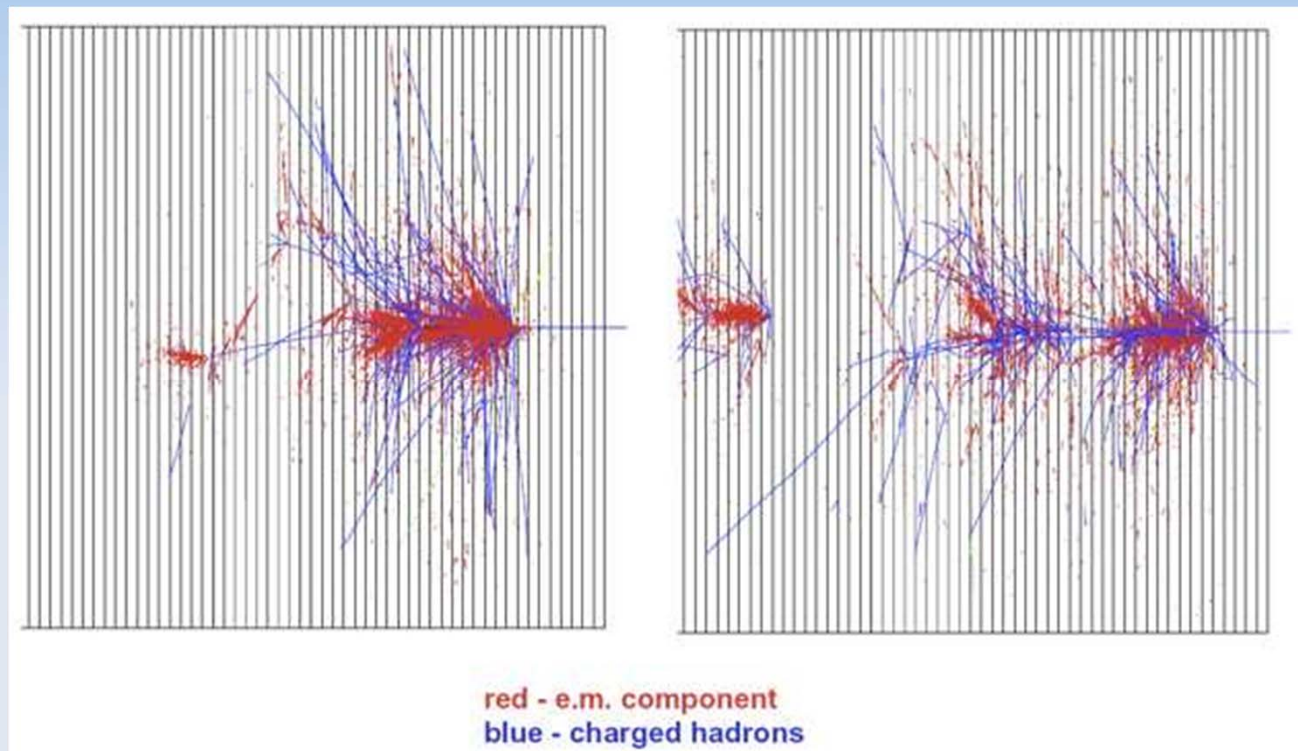 red - e.m. component
blue - charged hadrons